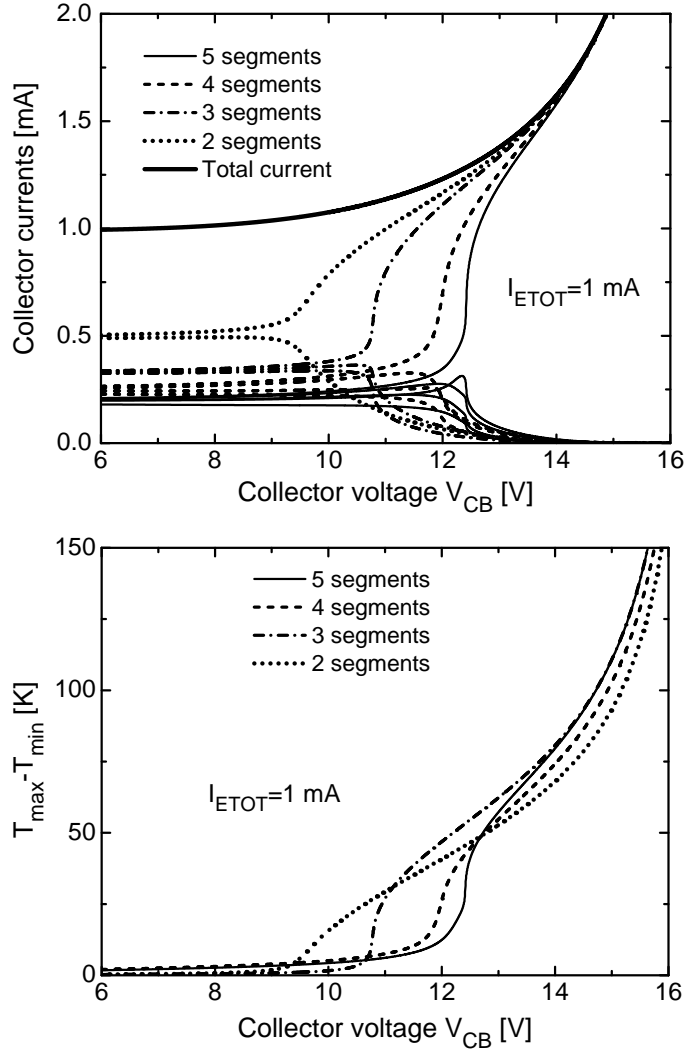 2.0
1.5
1.0
0.5
0.0
Collector currents [mA]
5 segments
4 segments
3 segments
2 segments
Total current
I_ETOT=1 mA
6 8 10 12 14 16
Collector voltage V_CB [V]
150
100
50
0
T_max-T_min [K]
5 segments
4 segments
3 segments
2 segments
I_ETOT=1 mA
6 8 10 12 14 16
Collector voltage V_CB [V]